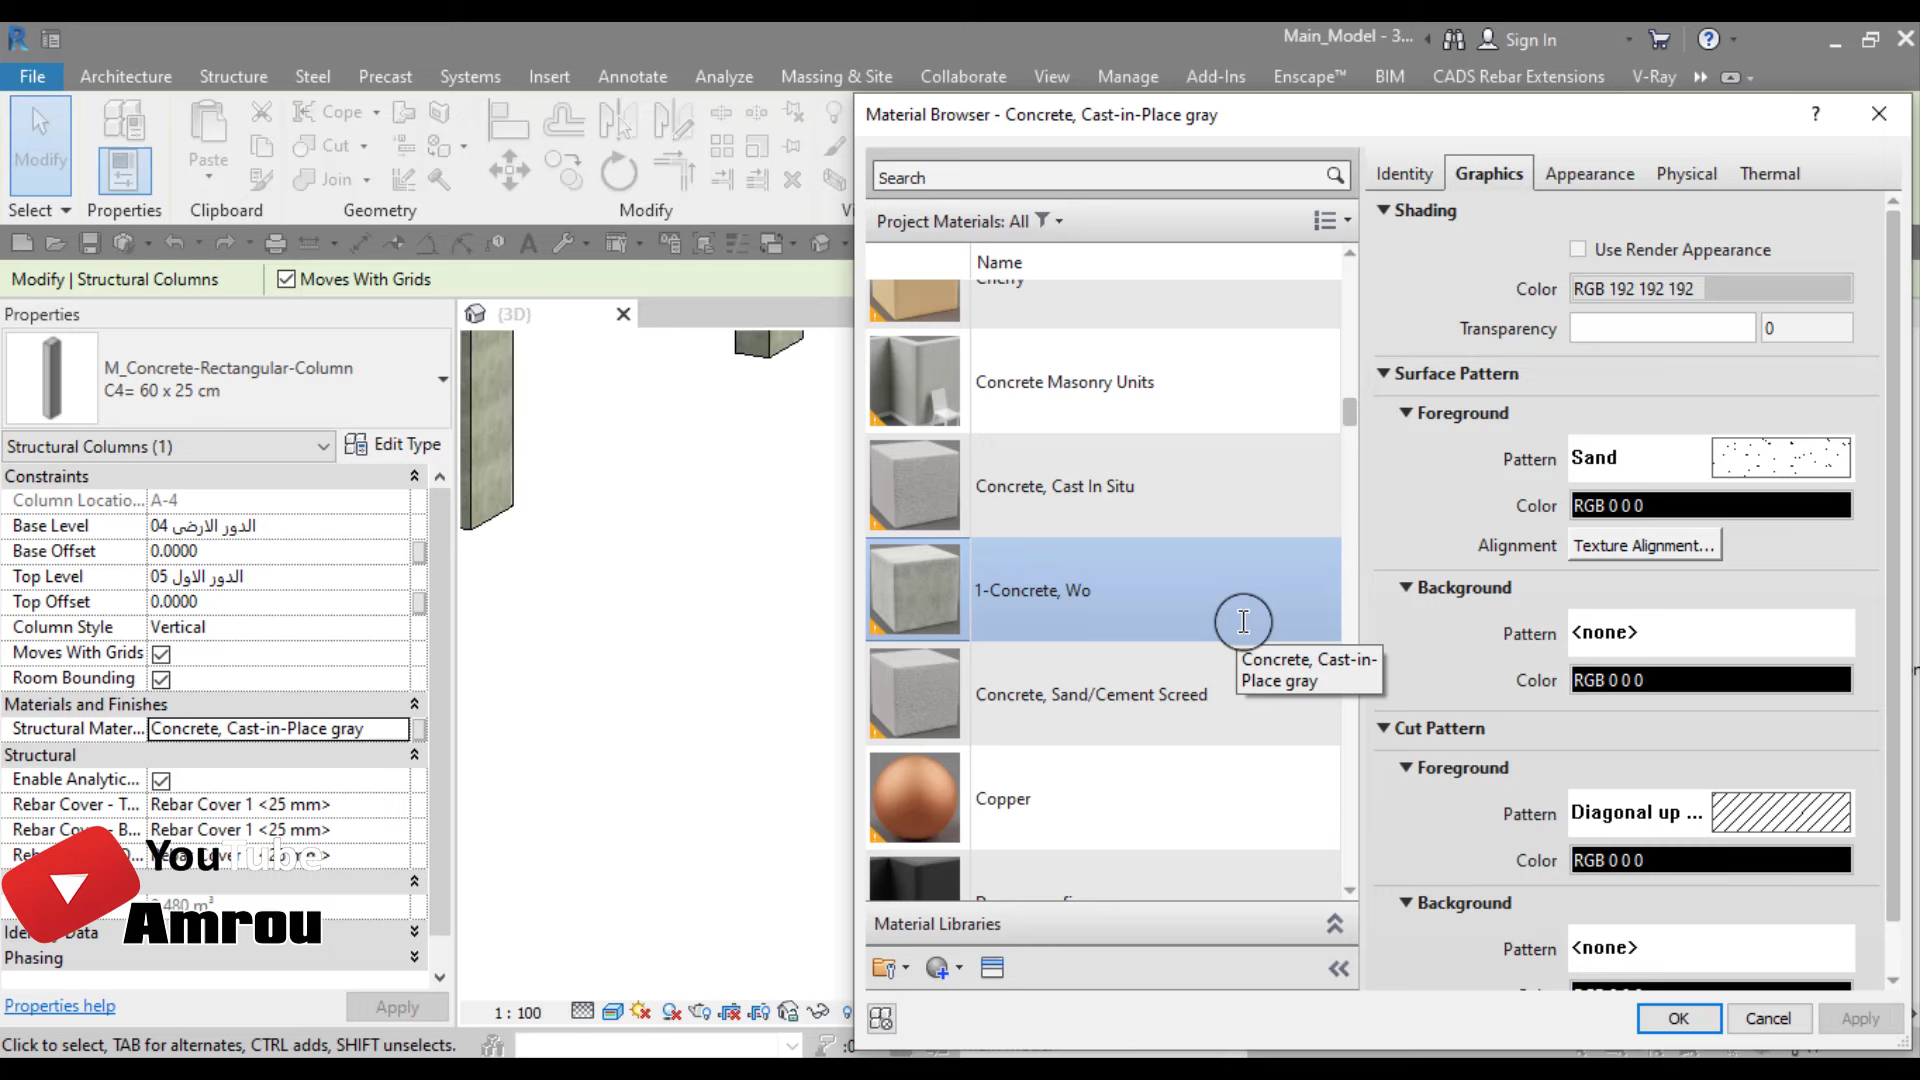 Main_Model - 3...
Sign In
File
Architecture
Structure
Steel
Precast
Systems
Insert
Annotate
Analyze
Massing & Site
Collaborate
View
Manage
Add-Ins
Enscape™
BIM
CADS Rebar Extensions
V-Ray
Modify
Paste
Cope
Cut
Join
Select
Properties
Clipboard
Geometry
Modify
Modify | Structural Columns
Moves With Grids
Properties
{3D}
M_Concrete-Rectangular-Column
C4= 60 x 25 cm
Structural Columns (1)
Edit Type
Constraints
Column Locatio... A-4
Base Level 04 الدور الارضى
Base Offset 0.0000
Top Level 05 الدور الاول
Top Offset 0.0000
Column Style Vertical
Moves With Grids
Room Bounding
Materials and Finishes
Structural Mater... Concrete, Cast-in-Place gray
Structural
Enable Analytic...
Rebar Cover - T... Rebar Cover 1 <25 mm>
Rebar Cover - B... Rebar Cover 1 <25 mm>
YouTube
Amrou
Phasing
Properties help
Apply
1 : 100
Click to select, TAB for alternates, CTRL adds, SHIFT unselects.
Material Browser - Concrete, Cast-in-Place gray
Search
Project Materials: All
Name
Cherry
Concrete Masonry Units
Concrete, Cast In Situ
1-Concrete, Wo
Concrete, Cast-in-
Place gray
Concrete, Sand/Cement Screed
Copper
Material Libraries
Identity
Graphics
Appearance
Physical
Thermal
Shading
Use Render Appearance
Color RGB 192 192 192
Transparency 0
Surface Pattern
Foreground
Pattern Sand
Color RGB 0 0 0
Alignment Texture Alignment...
Background
Pattern <none>
Color RGB 0 0 0
Cut Pattern
Foreground
Pattern Diagonal up ...
Color RGB 0 0 0
Background
Pattern <none>
OK
Cancel
Apply